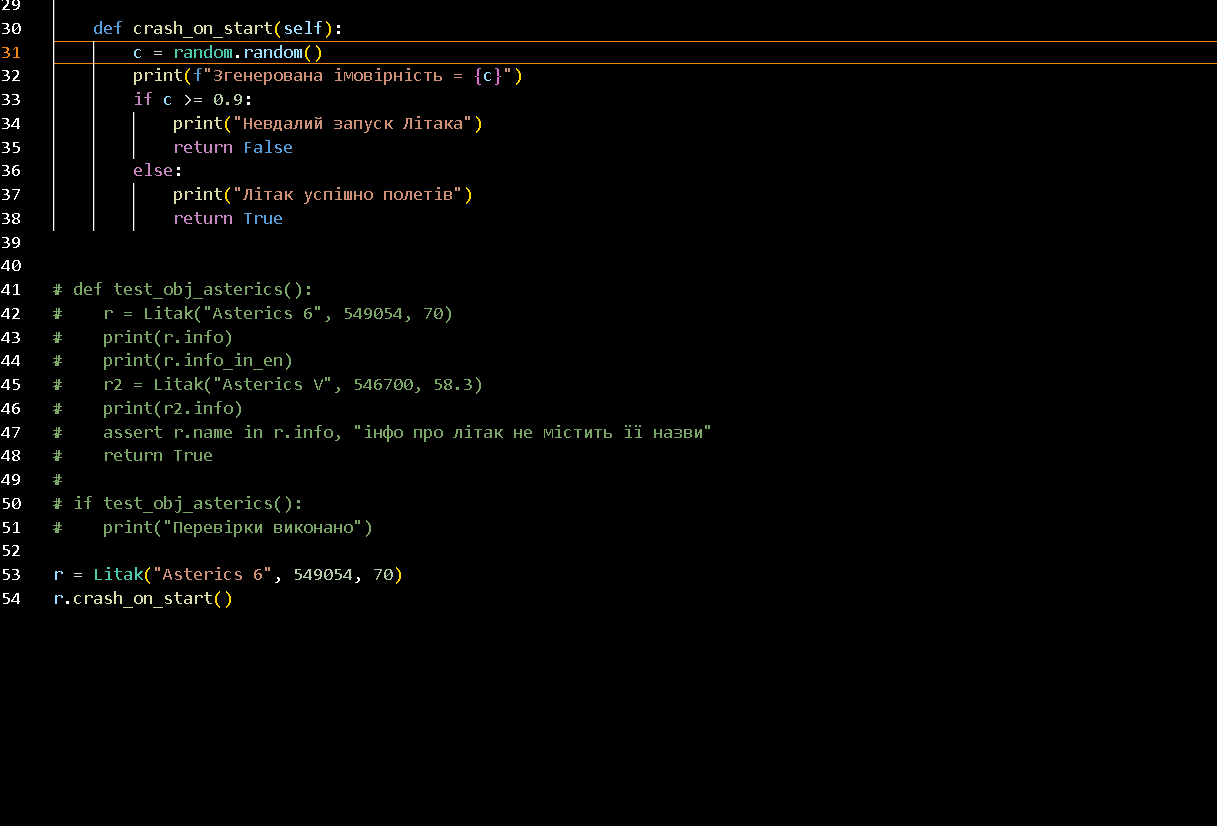 29
30 def crash_on_start(self):
31 c = random.random()
32 print(f"Згенерована імовірність = {c}")
33 if c >= 0.9:
34 print("Невдалий запуск Літака")
35 return False
36 else:
37 print("Літак успішно полетів")
38 return True
39
40
41 # def test_obj_asterics():
42 # r = Litak("Asterics 6", 549054, 70)
43 # print(r.info)
44 # print(r.info_in_en)
45 # r2 = Litak("Asterics V", 546700, 58.3)
46 # print(r2.info)
47 # assert r.name in r.info, "інфо про літак не містить її назви"
48 # return True
49 #
50 # if test_obj_asterics():
51 # print("Перевірки виконано")
52
53 r = Litak("Asterics 6", 549054, 70)
54 r.crash_on_start()